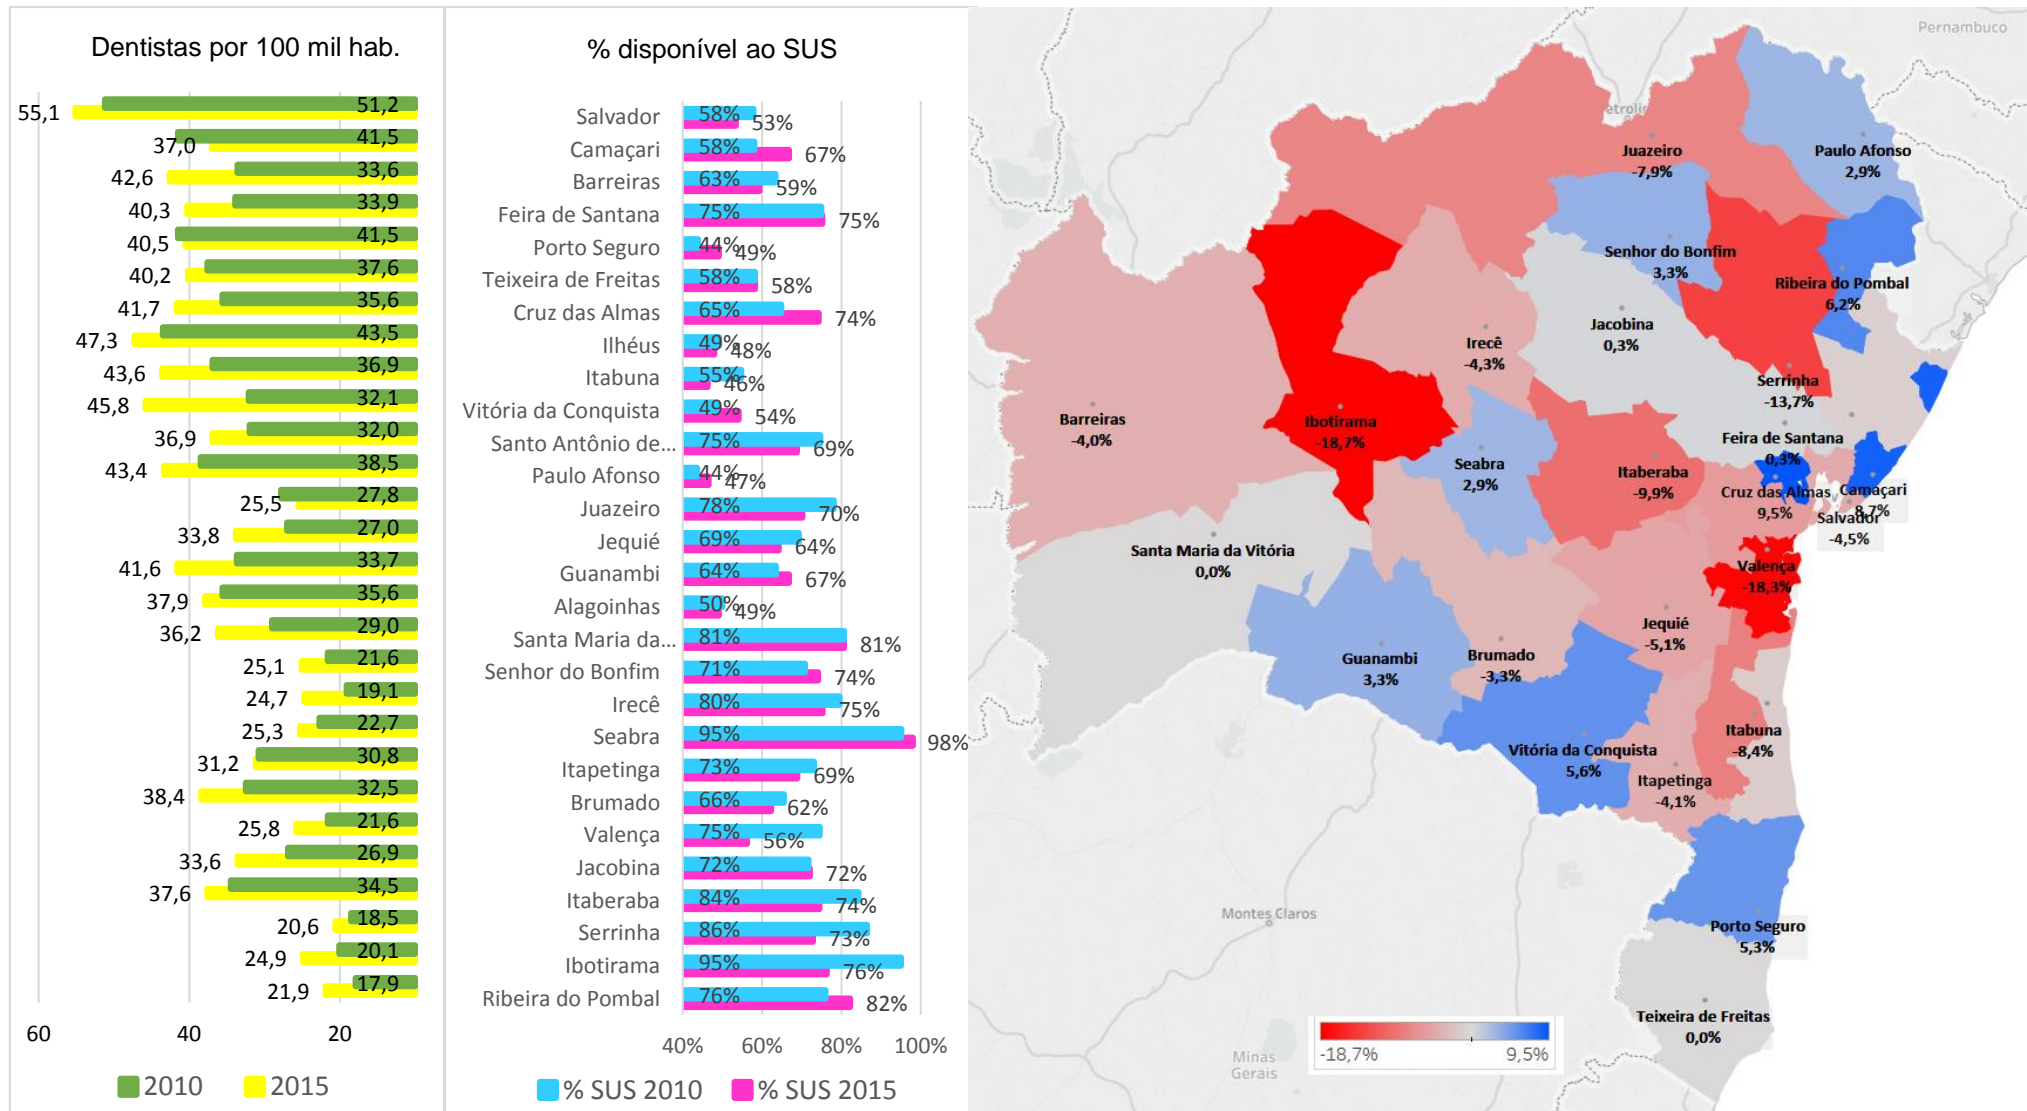 Dentistas por 100 mil hab.
55,1 51,2
37,0 41,5
42,6 33,6
40,3 33,9
40,5 41,5
40,2 37,6
41,7 35,6
47,3 43,5
43,6 36,9
45,8 32,1
36,9 32,0
43,4 38,5
25,5 27,8
33,8 27,0
41,6 33,7
37,9 35,6
36,2 29,0
25,1 21,6
24,7 19,1
25,3 22,7
31,2 30,8
38,4 32,5
25,8 21,6
33,6 26,9
37,6 34,5
20,6 18,5
24,9 20,1
21,9 17,9
60 40 20
2010 2015
% disponível ao SUS
Salvador 58% 53%
Camaçari 58% 67%
Barreiras 63% 59%
Feira de Santana 75% 75%
Porto Seguro 44% 49%
Teixeira de Freitas 58% 58%
Cruz das Almas 65% 74%
Ilhéus 49% 48%
Itabuna 55% 46%
Vitória da Conquista 49% 54%
Santo Antônio de... 75% 69%
Paulo Afonso 44% 47%
Juazeiro 78% 70%
Jequié 69% 64%
Guanambi 64% 67%
Alagoinhas 50% 49%
Santa Maria da... 81% 81%
Senhor do Bonfim 71% 74%
Irecê 80% 75%
Seabra 95% 98%
Itapetinga 73% 69%
Brumado 66% 62%
Valença 75% 56%
Jacobina 72% 72%
Itaberaba 84% 74%
Serrinha 86% 73%
Ibotirama 95% 76%
Ribeira do Pombal 76% 82%
40% 60% 80% 100%
% SUS 2010 % SUS 2015
Pernambuco
Juazeiro
-7,9%
Paulo Afonso
2,9%
Senhor do Bonfim
3,3%
Ribeira do Pombal
6,2%
Jacobina
0,3%
Irecê
-4,3%
Serrinha
-13,7%
Barreiras
-4,0%
Ibotirama
-18,7%
Feira de Santana
0,3%
Seabra
2,9%
Itaberaba
-9,9%
Cruz das Almas
9,5%
Camaçari
8,7%
Salvador
-4,5%
Santa Maria da Vitória
0,0%
Valença
-18,3%
Jequié
-5,1%
Guanambi
3,3%
Brumado
-3,3%
Itabuna
-8,4%
Vitória da Conquista
5,6%
Itapetinga
-4,1%
Montes Claros
Porto Seguro
5,3%
Teixeira de Freitas
0,0%
Minas
Gerais
-18,7% 9,5%